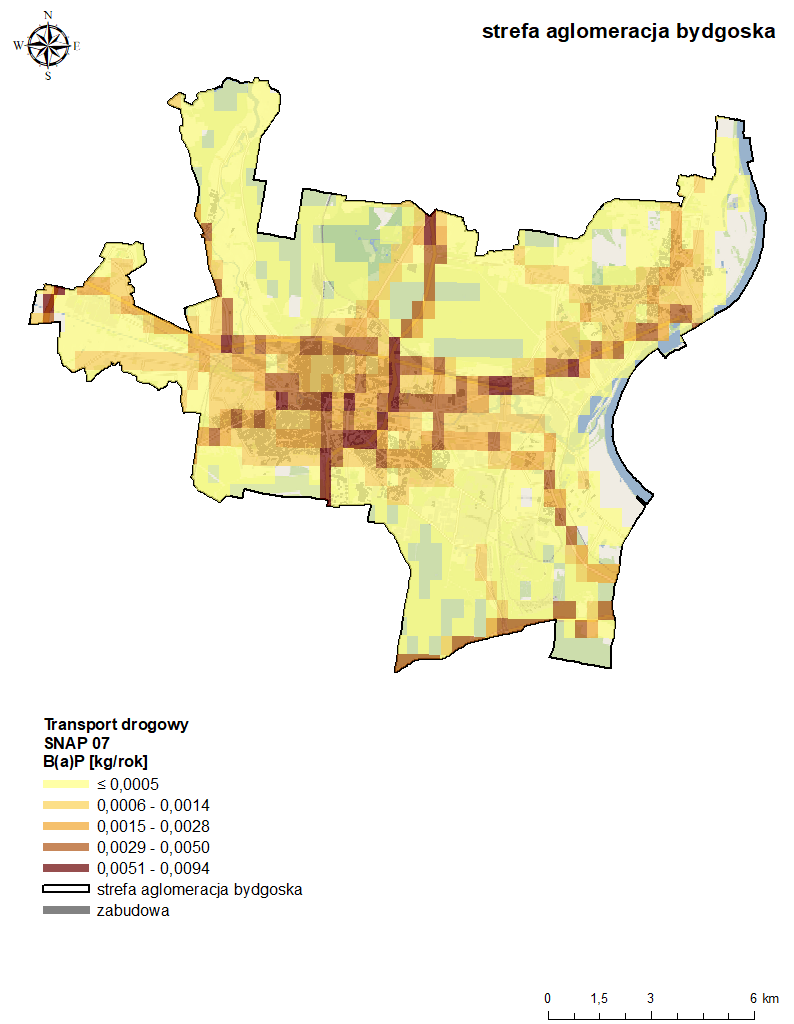 N
strefa aglomeracja bydgoska
W E
S
Transport drogowy
SNAP 07
B(a)P [kg/rok]
≤ 0,0005
0,0006 - 0,0014
0,0015 - 0,0028
0,0029 - 0,0050
0,0051 - 0,0094
strefa aglomeracja bydgoska
zabudowa
0 1,5 3 6 km